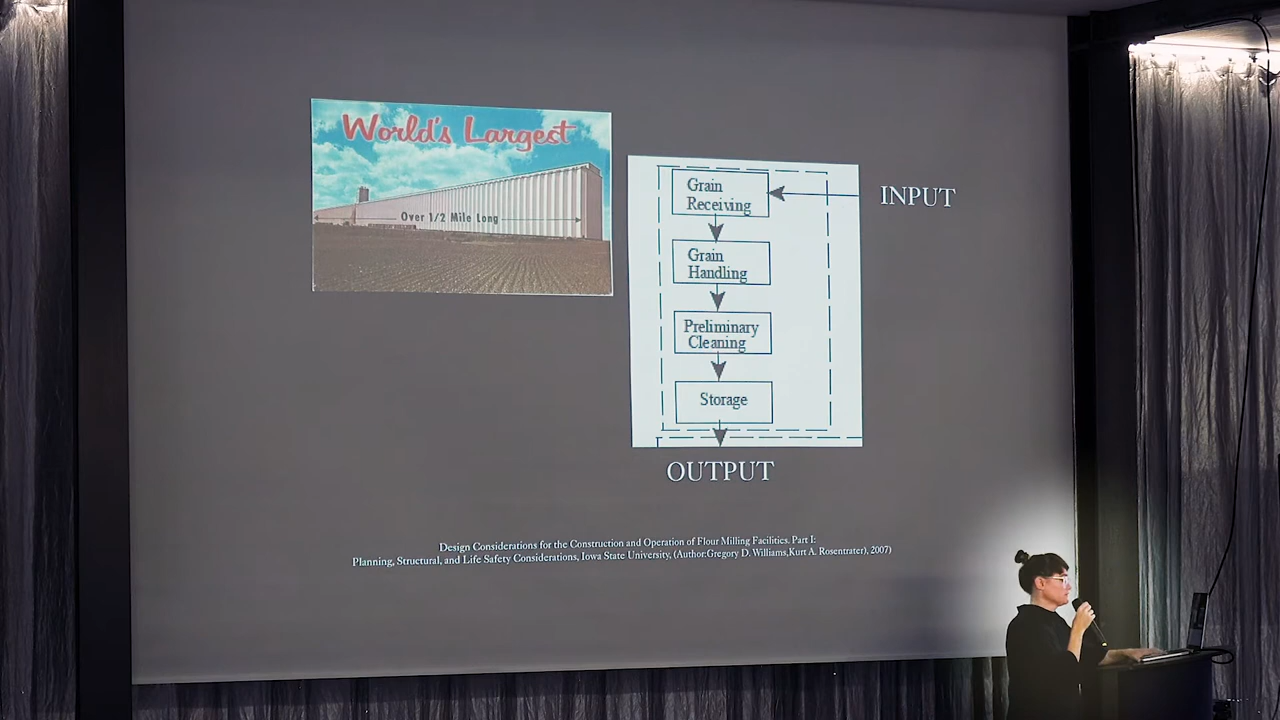 World's Largest
Over 1/2 Mile Long
Grain
Receiving
INPUT
Grain
Handling
Preliminary
Cleaning
Storage
OUTPUT
Design Considerations for the Construction and Operation of Flour Milling Facilities. Part I:
Planning, Structural, and Life Safety Considerations, Iowa State University, (Author:Gregory D. Williams,Kurt A. Rosentrater), 2007)